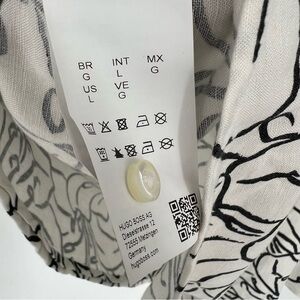 BR INT MX
G L G
US VE
L G
HUGO BOSS AG
Dieselstrasse 12
72555 Metzingen
Germany
hugoboss.com